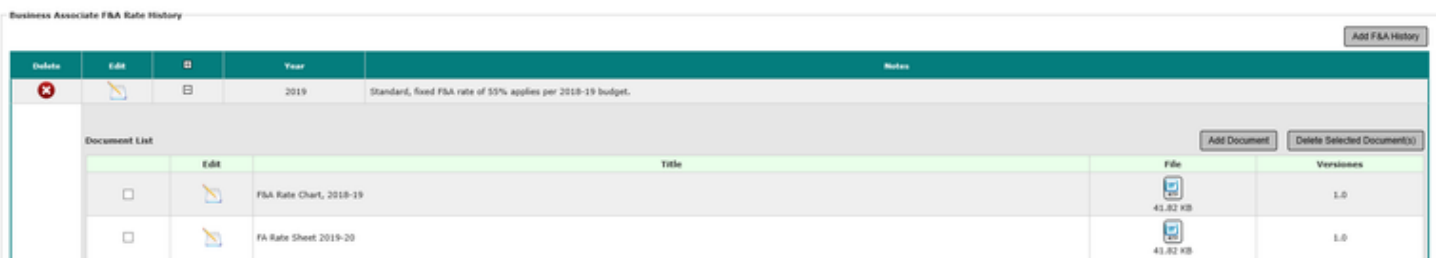 Business Associate F&A Rate History
Add F&A History
Delete Edit Year Notes
2019 Standard, fixed F&A rate of 55% applies per 2018-19 budget.
Document List Add Document Delete Selected Document(s)
Edit Title File Versiones
F&A Rate Chart, 2018-19 41.82 KB 1.0
FA Rate Sheet 2019-20 41.82 KB 1.0